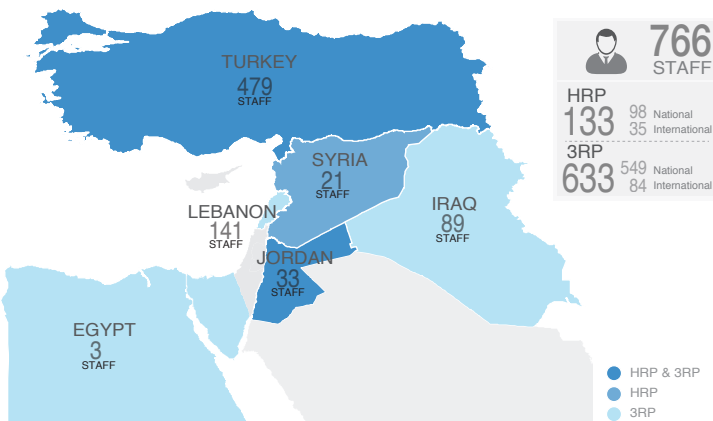 TURKEY
479
STAFF
766
STAFF
HRP
133
98 National
35 International
3RP
633
549 National
84 International
SYRIA
21
STAFF
LEBANON
141
STAFF
IRAQ
89
STAFF
JORDAN
33
STAFF
EGYPT
3
STAFF
HRP & 3RP
HRP
3RP